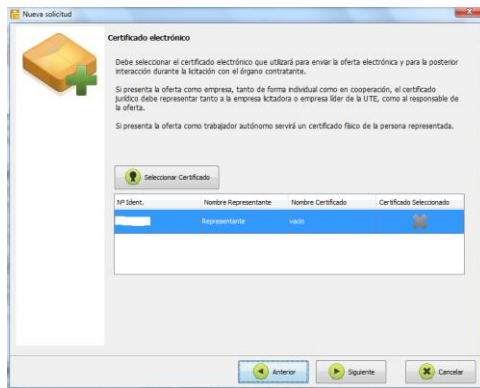 Nueva solicitud
Certificado electrónico
Debe seleccionar el certificado electrónico que utilizará para enviar la oferta electrónica y para la posterior
interacción durante la licitación con el órgano contratante.
Si presenta la oferta como empresa, tanto de forma individual como en cooperación, el certificado
jurídico debe representar tanto a la empresa licitadora o empresa líder de la UTE, como al responsable de
la oferta.
Si presenta la oferta como trabajador autónomo servirá un certificado físico de la persona representada.
Seleccionar Certificado
Nº Ident. Nombre Representante Nombre Certificado Certificado Seleccionado
Representante vacío
Anterior Siguiente Cancelar